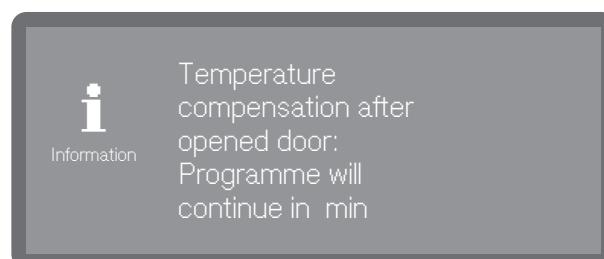 Information
Temperature
compensation after
opened door:
Programme will
continue in  min